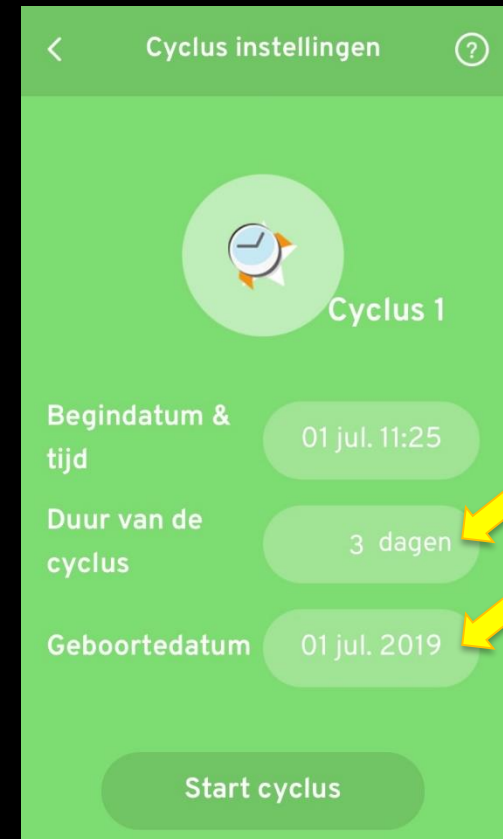 Cyclus instellingen ?
Cyclus 1
Begindatum &
tijd
01 jul. 11:25
Duur van de
cyclus
3 dagen
Geboortedatum
01 jul. 2019
Start cyclus